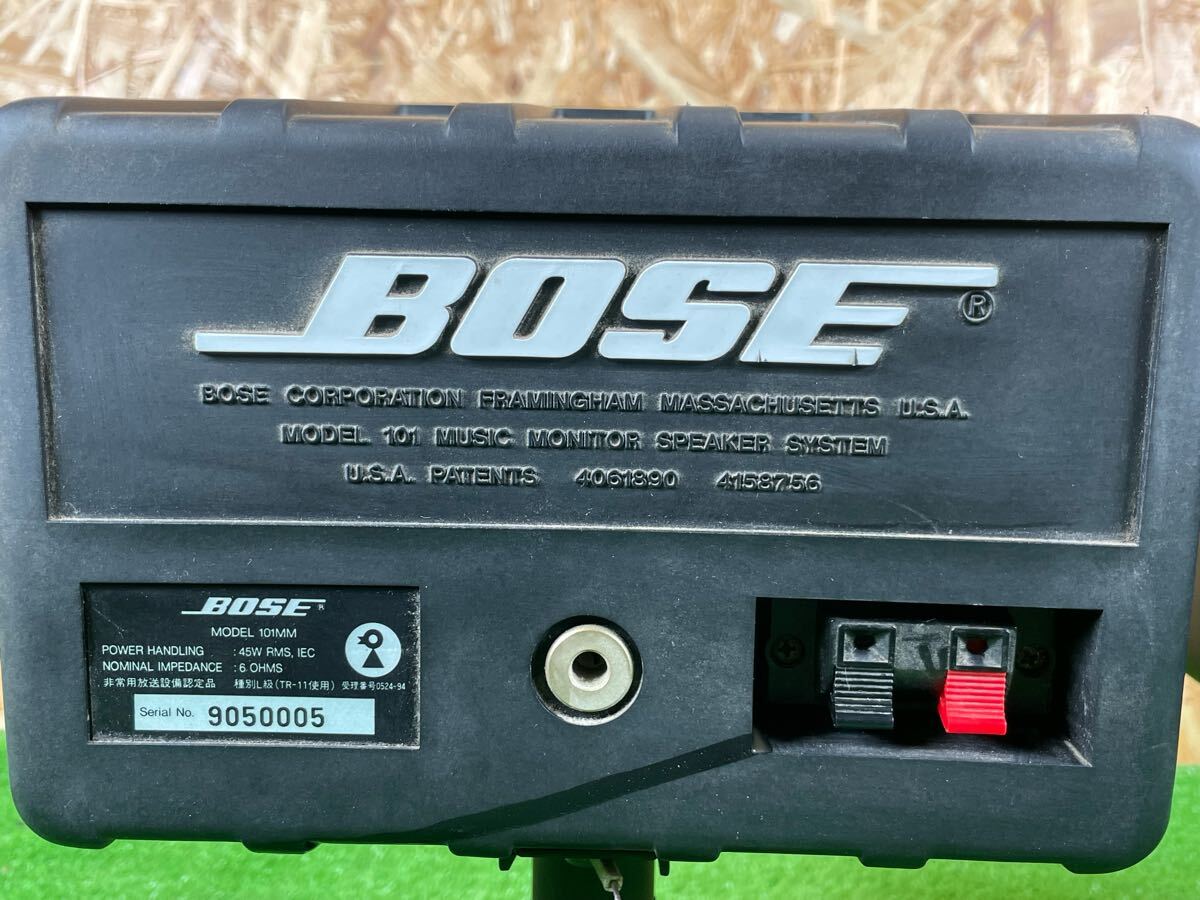 BOSE®
BOSE CORPORATION FRAMINGHAM MASSACHUSETTS U.S.A.
MODEL 101 MUSIC MONITOR SPEAKER SYSTEM
U.S.A. PATENTS 4061890 4158756
BOSE®
MODEL 101MM
POWER HANDLING : 45W RMS, IEC
NOMINAL IMPEDANCE : 6 OHMS
非常用放送設備認定品 種別L級(TR-11使用) 受理番号0524-94
Serial No. 9050005